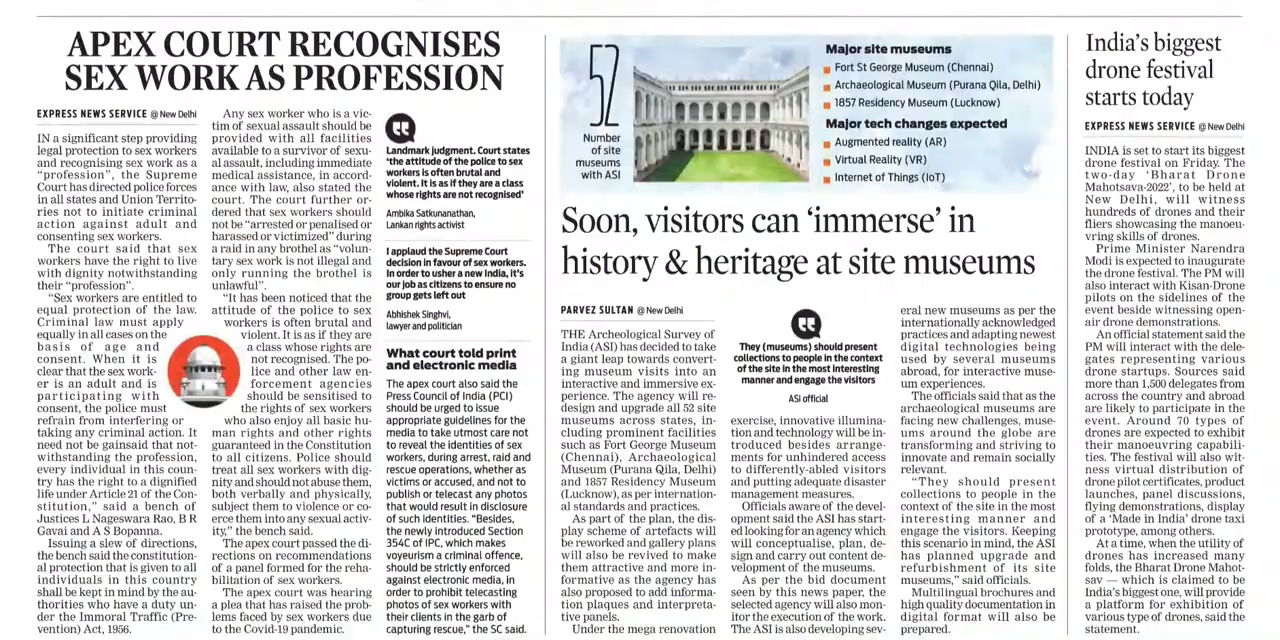 APEX COURT RECOGNISES
SEX WORK AS PROFESSION
EXPRESS NEWS SERVICE @ New Delhi
IN a significant step providing
legal protection to sex workers
and recognising sex work as a
“profession”, the Supreme
Court has directed police forces
in all states and Union Territo-
ries not to initiate criminal
action against adult and
consenting sex workers.
The court said that sex
workers have the right to live
with dignity notwithstanding
their “profession”.
“Sex workers are entitled to
equal protection of the law.
Criminal law must apply
equally in all cases on the
basis of age and
consent. When it is
clear that the sex work-
er is an adult and is
participating with
consent, the police must
refrain from interfering or
taking any criminal action. It
need not be gainsaid that not-
withstanding the profession,
every individual in this coun-
try has the right to a dignified
life under Article 21 of the Con-
stitution,” said a bench of
Justices L Nageswara Rao, B R
Gavai and A S Bopanna.
Issuing a slew of directions,
the bench said the constitution-
al protection that is given to all
individuals in this country
shall be kept in mind by the au-
thorities who have a duty un-
der the Immoral Traffic (Pre-
vention) Act, 1956.
Any sex worker who is a vic-
tim of sexual assault should be
provided with all facilities
available to a survivor of sexu-
al assault, including immediate
medical assistance, in accord-
ance with law, also stated the
court. The court further or-
dered that sex workers should
not be “arrested or penalised or
harassed or victimized” during
a raid in any brothel as “volun-
tary sex work is not illegal and
only running the brothel is
unlawful”.
“It has been noticed that the
attitude of the police to sex
workers is often brutal and
violent. It is as if they are
a class whose rights are
not recognised. The po-
lice and other law en-
forcement agencies
should be sensitised to
the rights of sex workers
who also enjoy all basic hu-
man rights and other rights
guaranteed in the Constitution
to all citizens. Police should
treat all sex workers with dig-
nity and should not abuse them,
both verbally and physically,
subject them to violence or co-
erce them into any sexual activ-
ity,” the bench said.
The apex court passed the di-
rections on recommendations
of a panel formed for the reha-
bilitation of sex workers.
The apex court was hearing
a plea that has raised the prob-
lems faced by sex workers due
to the Covid-19 pandemic.
Landmark judgment. Court states
‘the attitude of the police to sex
workers is often brutal and
violent. It is as if they are a class
whose rights are not recognised’
Ambika Satkunanathan,
Lankan rights activist
I applaud the Supreme Court
decision in favour of sex workers.
In order to usher a new India, it’s
our job as citizens to ensure no
group gets left out
Abhishek Singhvi,
lawyer and politician
What court told print
and electronic media
The apex court also said the
Press Council of India (PCI)
should be urged to issue
appropriate guidelines for the
media to take utmost care not
to reveal the identities of sex
workers, during arrest, raid and
rescue operations, whether as
victims or accused, and not to
publish or telecast any photos
that would result in disclosure
of such identities. “Besides,
the newly introduced Section
354C of IPC, which makes
voyeurism a criminal offence,
should be strictly enforced
against electronic media, in
order to prohibit telecasting
photos of sex workers with
their clients in the garb of
capturing rescue,” the SC said.
52
Number
of site
museums
with ASI
Major site museums
Fort St George Museum (Chennai)
Archaeological Museum (Purana Qila, Delhi)
1857 Residency Museum (Lucknow)
Major tech changes expected
Augmented reality (AR)
Virtual Reality (VR)
Internet of Things (IoT)
Soon, visitors can ‘immerse’ in
history & heritage at site museums
PARVEZ SULTAN @ New Delhi
THE Archeological Survey of
India (ASI) has decided to take
a giant leap towards convert-
ing museum visits into an
interactive and immersive ex-
perience. The agency will re-
design and upgrade all 52 site
museums across states, in-
cluding prominent facilities
such as Fort George Museum
(Chennai), Archaeological
Museum (Purana Qila, Delhi)
and 1857 Residency Museum
(Lucknow), as per internation-
al standards and practices.
As part of the plan, the dis-
play scheme of artefacts will
be reworked and gallery plans
will also be revived to make
them attractive and more in-
formative as the agency has
also proposed to add inform-
ation plaques and interpreta-
tive panels.
Under the mega renovation
They (museums) should present
collections to people in the context
of the site in the most interesting
manner and engage the visitors
ASI official
exercise, innovative illumina-
tion and technology will be in-
troduced besides arrange-
ments for unhindered access
to differently-abled visitors
and putting adequate disaster
management measures.
Officials aware of the devel-
opment said the ASI has start-
ed looking for an agency which
will conceptualise, plan, de-
sign and carry out content de-
velopment of the museums.
As per the bid document
seen by this news paper, the
selected agency will also mon-
itor the execution of the work.
The ASI is also developing sev-
eral new museums as per the
internationally acknowledged
practices and adapting newest
digital technologies being
used by several museums
abroad, for interactive muse-
um experiences.
The officials said that as the
archaeological museums are
facing new challenges, muse-
ums around the globe are
transforming and striving to
innovate and remain socially
relevant.
“They should present
collections to people in the
context of the site in the most
interesting manner and
engage the visitors. Keeping
this scenario in mind, the ASI
has planned upgrade and
refurbishment of its site
museums,” said officials.
Multilingual brochures and
high quality documentation in
digital format will also be
prepared.
India’s biggest
drone festival
starts today
EXPRESS NEWS SERVICE @ New Delhi
INDIA is set to start its biggest
drone festival on Friday. The
two-day ‘Bharat Drone
Mahotsava-2022’, to be held at
New Delhi, will witness
hundreds of drones and their
fliers showcasing the manoeu-
vring skills of drones.
Prime Minister Narendra
Modi is expected to inaugurate
the drone festival. The PM will
also interact with Kisan-Drone
pilots on the sidelines of the
event beside witnessing open-
air drone demonstrations.
An official statement said the
PM will interact with the dele-
gates representing various
drone startups. Sources said
more than 1,500 delegates from
across the country and abroad
are likely to participate in the
event. Around 70 types of
drones are expected to exhibit
their manoeuvring capabili-
ties. The festival will also wit-
ness virtual distribution of
drone pilot certificates, product
launches, panel discussions,
flying demonstrations, display
of a ‘Made in India’ drone taxi
prototype, among others.
At a time, when the utility of
drones has increased many
folds, the Bharat Drone Mahot-
sav — which is claimed to be
India’s biggest one, will provide
a platform for exhibition of
various type of drones, said the
statement.